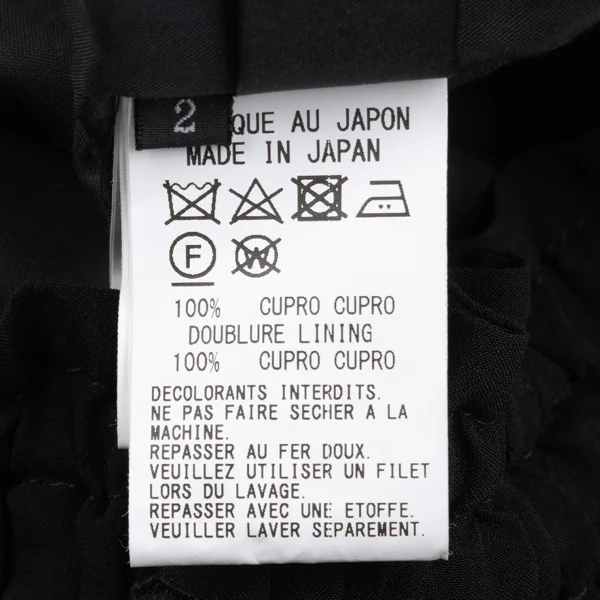 2
QUE AU JAPON
MADE IN JAPAN
F
W
100% CUPRO CUPRO
DOUBLURE LINING
100% CUPRO CUPRO
DECOLORANTS INTERDITS.
NE PAS FAIRE SECHER A LA
MACHINE.
REPASSER AU FER DOUX.
VEUILLEZ UTILISER UN FILET
LORS DU LAVAGE.
REPASSER AVEC UNE ETOFFE.
VEUILLER LAVER SEPAREMENT.